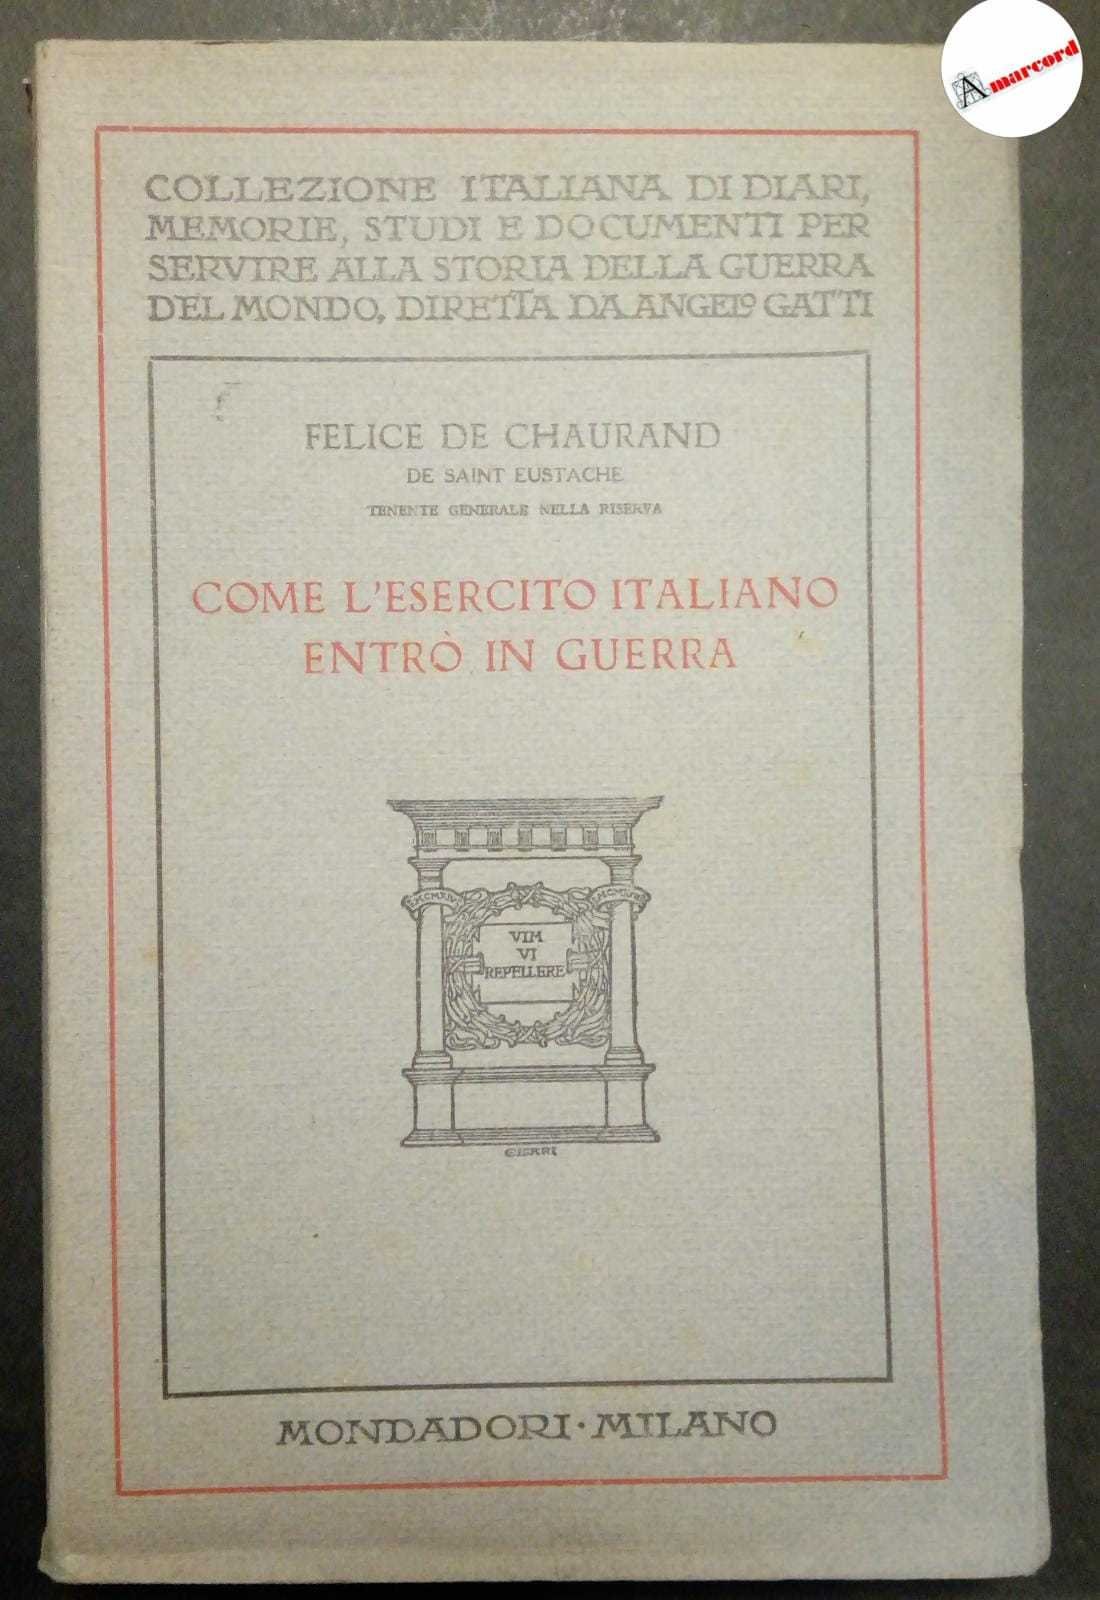 Amarcord
COLLEZIONE ITALIANA DI DIARI,
MEMORIE, STUDI E DOCUMENTI PER
SERVIRE ALLA STORIA DELLA GUERRA
DEL MONDO, DIRETTA DA ANGELO GATTI
FELICE DE CHAURAND
DE SAINT EUSTACHE
TENENTE GENERALE NELLA RISERVA
COME L'ESERCITO ITALIANO
ENTRÒ IN GUERRA
VIM
VI
REPELLERE
CISARI
MONDADORI · MILANO